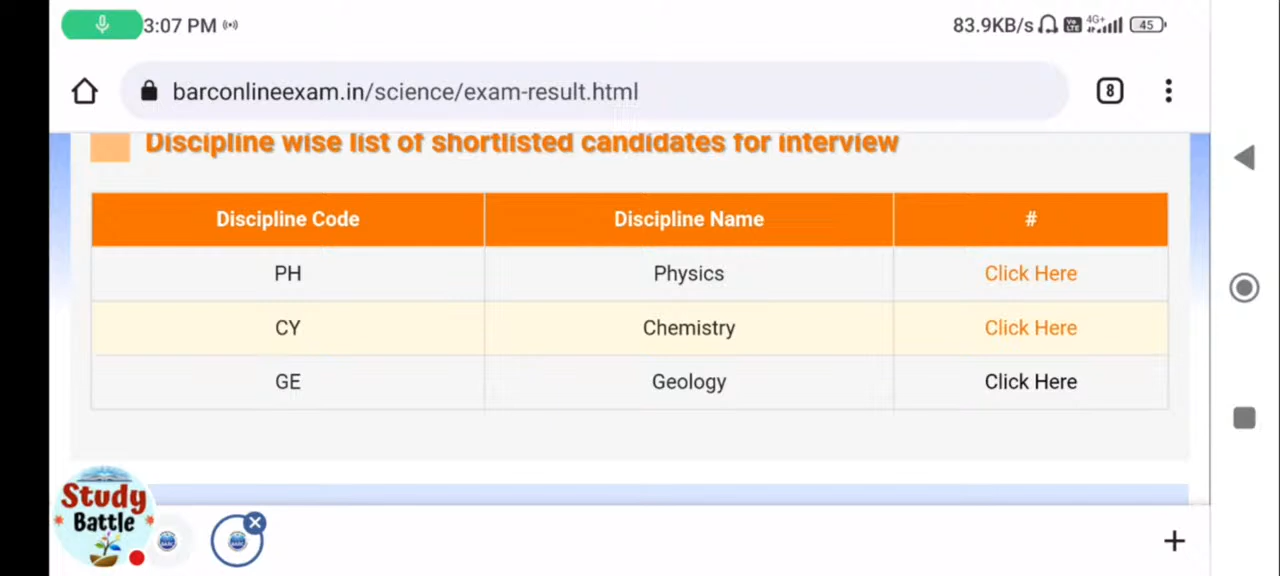 3:07 PM
83.9KB/s 4G+ 45
barconlineexam.in/science/exam-result.html
8
Discipline wise list of shortlisted candidates for interview
Discipline Code Discipline Name #
PH Physics Click Here
CY Chemistry Click Here
GE Geology Click Here
Study
Battle